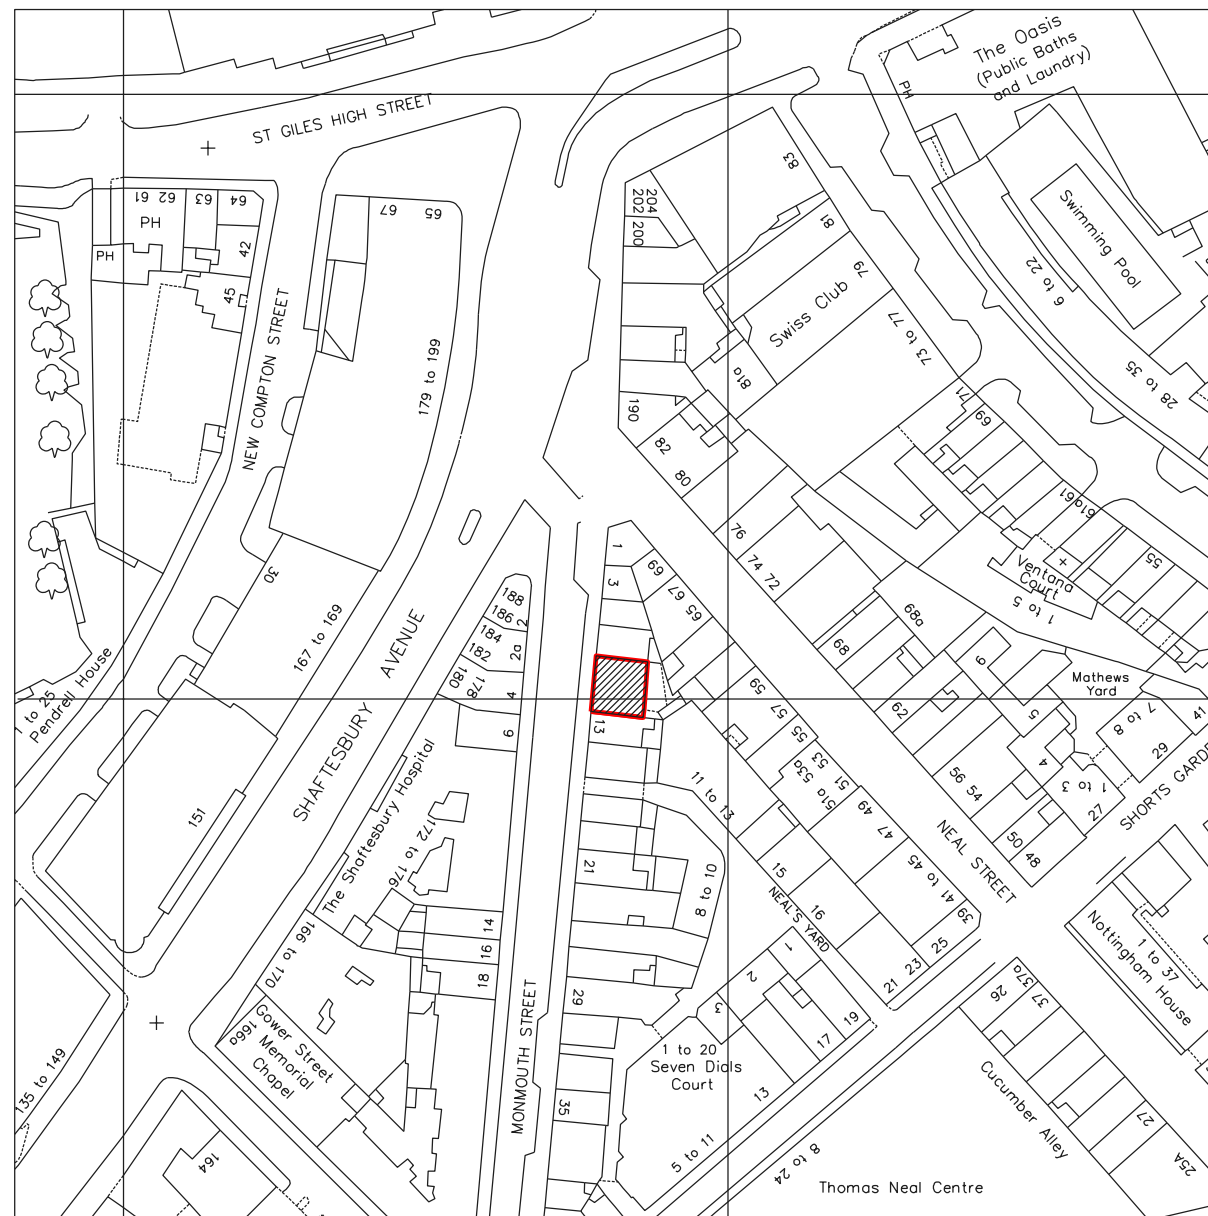 The Oasis
(Public Baths
and Laundry)
PH
ST GILES HIGH STREET
83
61
62
63
64
PH
PH
42
45
67
65
204
202
200
81
79
Swiss Club
73 to 77
Swimming Pool
6 to 22
28 to 35
NEW COMPTON STREET
179 to 199
81a
190
82
80
71
69
61a
61
55
76
74
72
Ventana
Court
1 to 5
30
167 to 169
SHAFTESBURY AVENUE
188
186
184
182
180
178
2
2a
4
6
1
3
69
67
65
68a
68
62
9
5
4
Mathews
Yard
7 to 8
41
29
1 to 3
27
SHORTS GARDE
1 to 25
Pendrell House
151
The Shaftesbury Hospital
172 to 176
13
59
57
55
53
53a
51
51a
49
47
56
54
50
48
NEAL STREET
11 to 13
15
16
NEAL'S YARD
41 to 45
39
25
23
21
21
8 to 10
14
16
18
166 to 170
166a
Gower Street
Memorial
Chapel
135 to 149
164
MONMOUTH STREET
29
35
1
2
3
17
19
1 to 20
Seven Dials
Court
13
5 to 11
8 to 24
Thomas Neal Centre
1 to 37
Nottingham House
37a
37
26
27
25A
Cucumber Alley